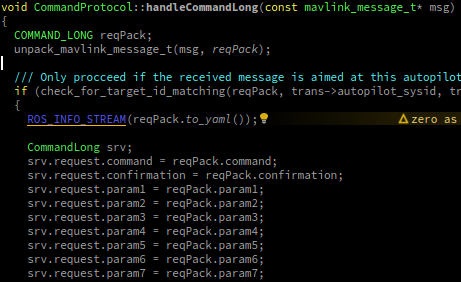 void CommandProtocol::handleCommandLong(const mavlink_message_t* msg)
{
COMMAND_LONG reqPack;
unpack_mavlink_message_t(msg, reqPack);
/// Only procceed if the received message is aimed at this autopilot
if (check_for_target_id_matching(reqPack, trans->autopilot_sysid, trans
{
ROS_INFO_STREAM(reqPack.to_yaml()); zero as
CommandLong srv;
srv.request.command = reqPack.command;
srv.request.confirmation = reqPack.confirmation;
srv.request.param1 = reqPack.param1;
srv.request.param2 = reqPack.param2;
srv.request.param3 = reqPack.param3;
srv.request.param4 = reqPack.param4;
srv.request.param5 = reqPack.param5;
srv.request.param6 = reqPack.param6;
srv.request.param7 = reqPack.param7;